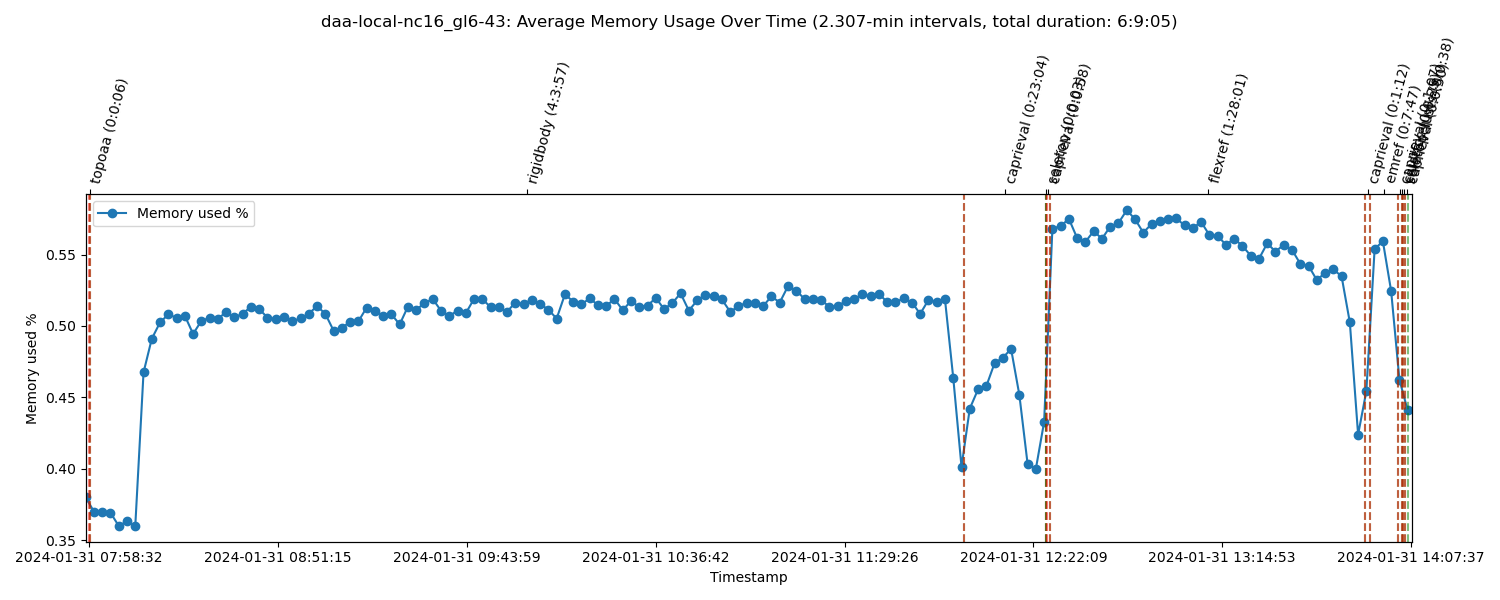 daa-local-nc16_gl6-43: Average Memory Usage Over Time (2.307-min intervals, total duration: 6:9:05)
topoaa (0:0:06)
rigidbody (4:3:57)
caprieval (0:23:04)
caprieval (0:0:58)
flexref (1:28:01)
caprieval (0:1:12)
emref (0:7:47)
Memory used %
Memory used %
0.55
0.50
0.45
0.40
0.35
2024-01-31 07:58:32
2024-01-31 08:51:15
2024-01-31 09:43:59
2024-01-31 10:36:42
2024-01-31 11:29:26
2024-01-31 12:22:09
2024-01-31 13:14:53
2024-01-31 14:07:37
Timestamp